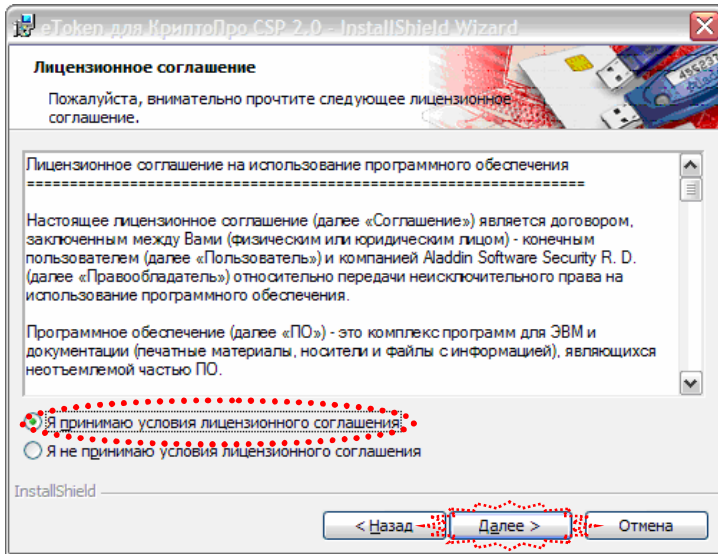 eToken для КриптоПро CSP 2.0 - InstallShield Wizard
Лицензионное соглашение
Пожалуйста, внимательно прочтите следующее лицензионное
соглашение.
Лицензионное соглашение на использование программного обеспечения
=================================================================
Настоящее лицензионное соглашение (далее «Соглашение») является договором,
заключенным между Вами (физическим или юридическим лицом) - конечным
пользователем (далее «Пользователь») и компанией Aladdin Software Security R. D.
(далее «Правообладатель») относительно передачи неисключительного права на
использование программного обеспечения.
Программное обеспечение (далее «ПО») - это комплекс программ для ЭВМ и
документации (печатные материалы, носители и файлы с информацией), являющихся
неотъемлемой частью ПО.
Я принимаю условия лицензионного соглашения
Я не принимаю условия лицензионного соглашения
InstallShield
< Назад Далее > Отмена